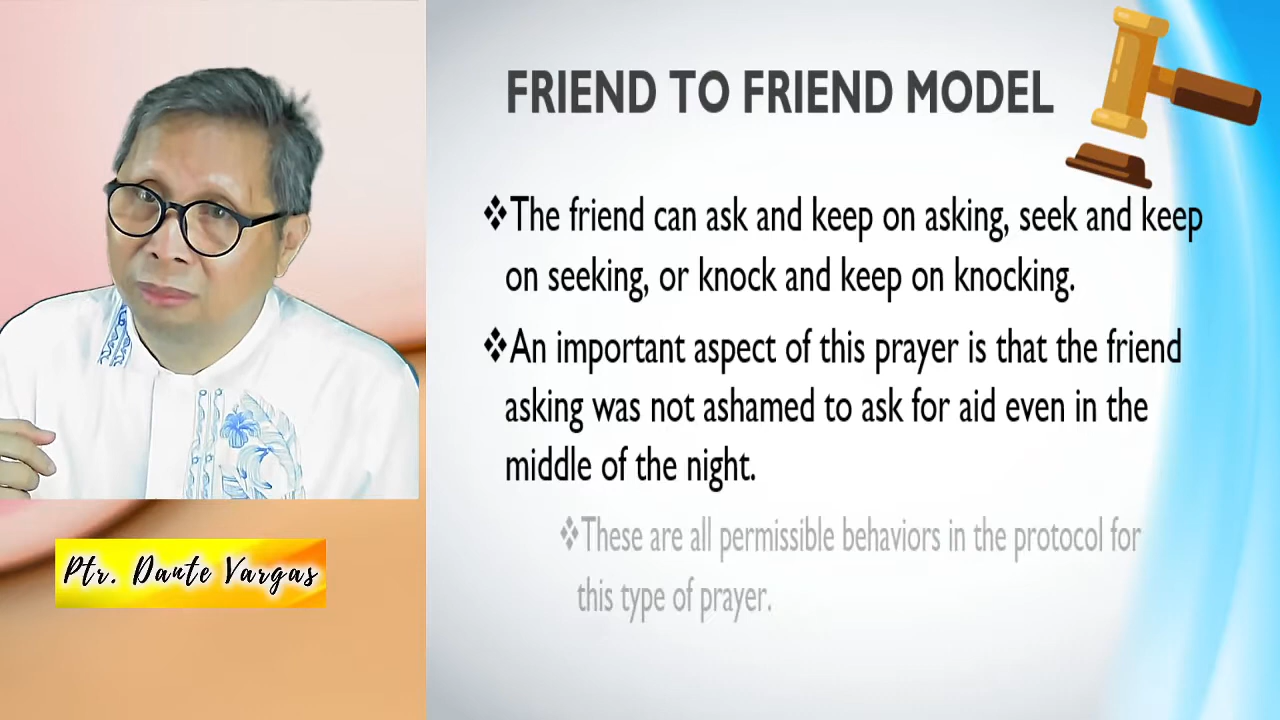 FRIEND TO FRIEND MODEL
❖The friend can ask and keep on asking, seek and keep
on seeking, or knock and keep on knocking.
❖An important aspect of this prayer is that the friend
asking was not ashamed to ask for aid even in the
middle of the night.
❖These are all permissible behaviors in the protocol for
this type of prayer.
Ptr. Dante Vargas